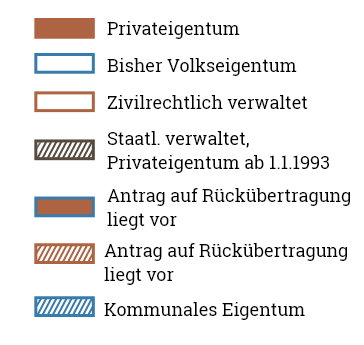 Privateigentum
Bisher Volkseigentum
Zivilrechtlich verwaltet
Staatl. verwaltet,
Privateigentum ab 1.1.1993
Antrag auf Rückübertragung
liegt vor
Antrag auf Rückübertragung
liegt vor
Kommunales Eigentum